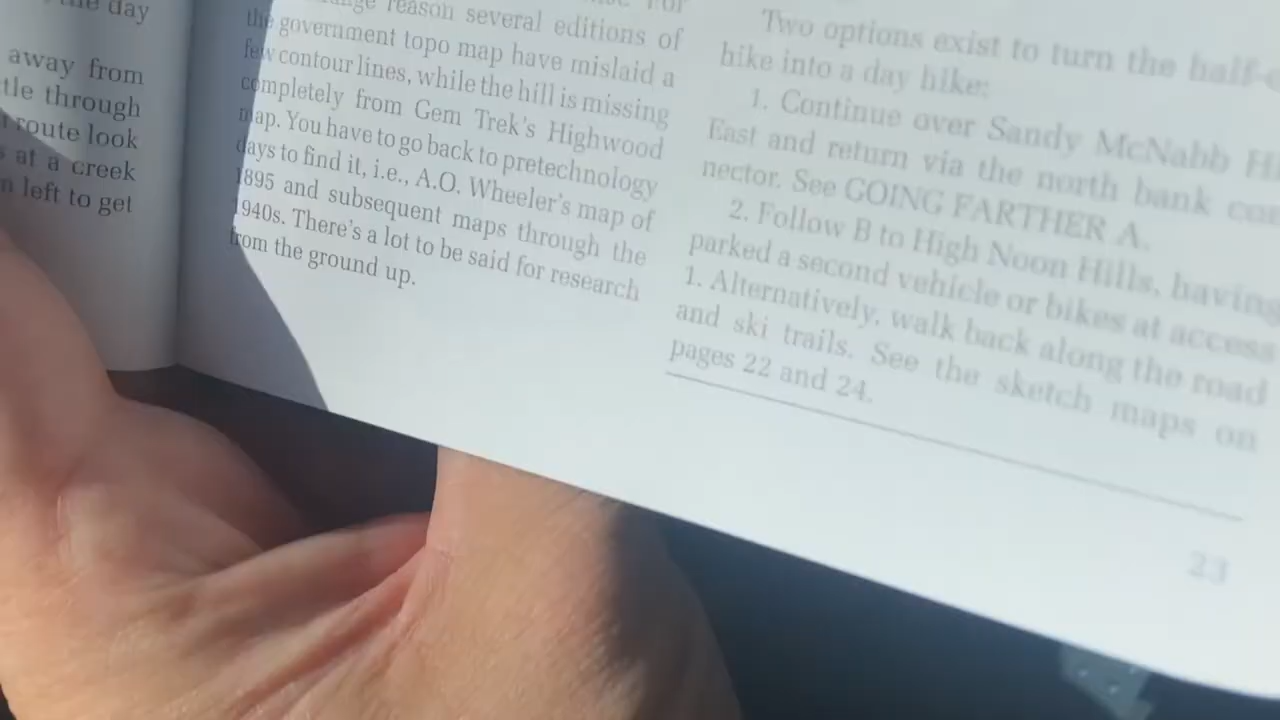 the day
away from
tle through
route look
s at a creek
n left to get
reason several editions of
the government topo map have mislaid a
few contour lines, while the hill is missing
completely from Gem Trek's Highwood
map. You have to go back to pretechnology
days to find it, i.e., A.O. Wheeler's map of
1895 and subsequent maps through the
1940s. There's a lot to be said for research
from the ground up.
Two options exist to turn the half-
hike into a day hike:
1. Continue over Sandy McNabb
East and return via the north bank con
nector. See GOING FARTHER A.
2. Follow B to High Noon Hills, having
parked a second vehicle or bikes at access
1. Alternatively, walk back along the road
and ski trails. See the sketch maps on
pages 22 and 24.
23